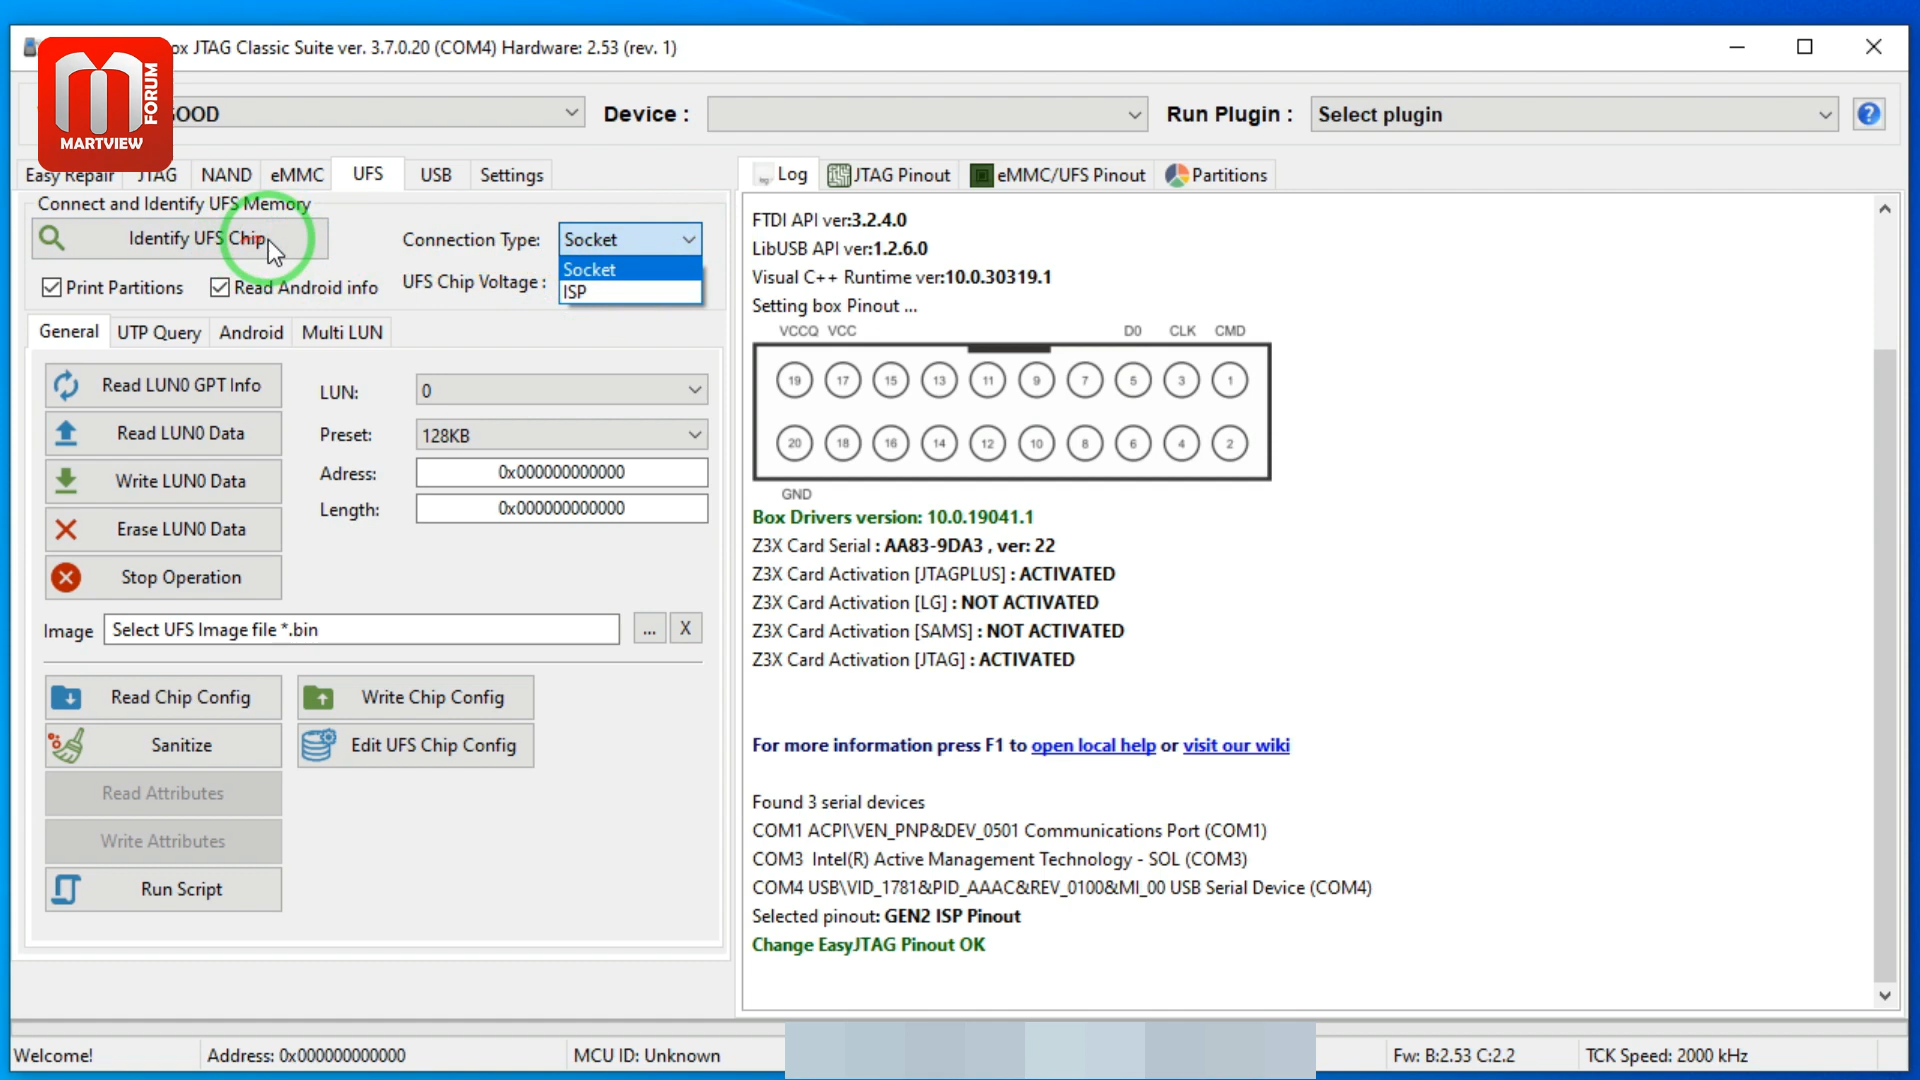 ox JTAG Classic Suite ver. 3.7.0.20 (COM4) Hardware: 2.53 (rev. 1)
FORUM
MARTVIEW
GOOD
Device :
Run Plugin :
Select plugin
Easy Repair
JTAG
NAND
eMMC
UFS
USB
Settings
Connect and Identify UFS Memory
Identify UFS Chip
Connection Type:
Socket
Socket
ISP
Print Partitions
Read Android info
UFS Chip Voltage :
General
UTP Query
Android
Multi LUN
Read LUN0 GPT Info
LUN:
0
Read LUN0 Data
Preset:
128KB
Write LUN0 Data
Adress:
0x000000000000
Length:
0x000000000000
Erase LUN0 Data
Stop Operation
Image
Select UFS Image file *.bin
...
X
Read Chip Config
Write Chip Config
Sanitize
Edit UFS Chip Config
Read Attributes
Write Attributes
Run Script
Log
JTAG Pinout
eMMC/UFS Pinout
Partitions
FTDI API ver:3.2.4.0
LibUSB API ver:1.2.6.0
Visual C++ Runtime ver:10.0.30319.1
Setting box Pinout ...
VCCQ VCC D0 CLK CMD
19 17 15 13 11 9 7 5 3 1
20 18 16 14 12 10 8 6 4 2
GND
Box Drivers version: 10.0.19041.1
Z3X Card Serial : AA83-9DA3 , ver: 22
Z3X Card Activation [JTAGPLUS] : ACTIVATED
Z3X Card Activation [LG] : NOT ACTIVATED
Z3X Card Activation [SAMS] : NOT ACTIVATED
Z3X Card Activation [JTAG] : ACTIVATED
For more information press F1 to open local help or visit our wiki
Found 3 serial devices
COM1 ACPI\VEN_PNP&DEV_0501 Communications Port (COM1)
COM3 Intel(R) Active Management Technology - SOL (COM3)
COM4 USB\VID_1781&PID_AAAC&REV_0100&MI_00 USB Serial Device (COM4)
Selected pinout: GEN2 ISP Pinout
Change EasyJTAG Pinout OK
Welcome!
Address: 0x000000000000
MCU ID: Unknown
Fw: B:2.53 C:2.2
TCK Speed: 2000 kHz